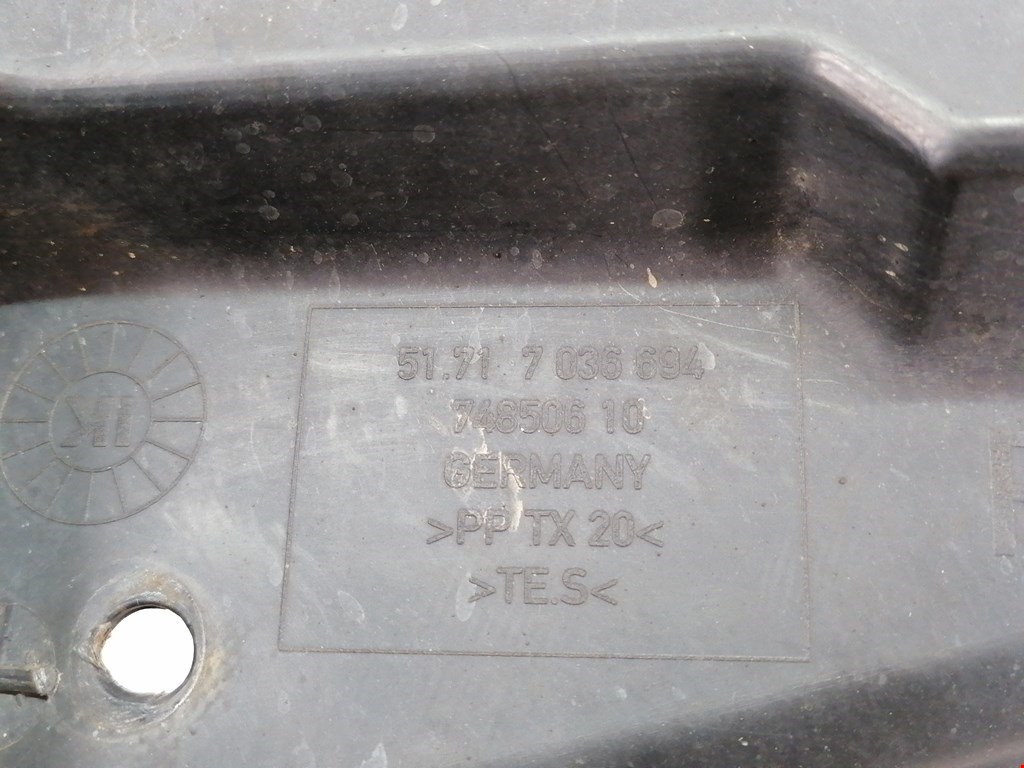 51.71 7 036 694
748506 10
GERMANY
>PP TX 20<
>TE.S<